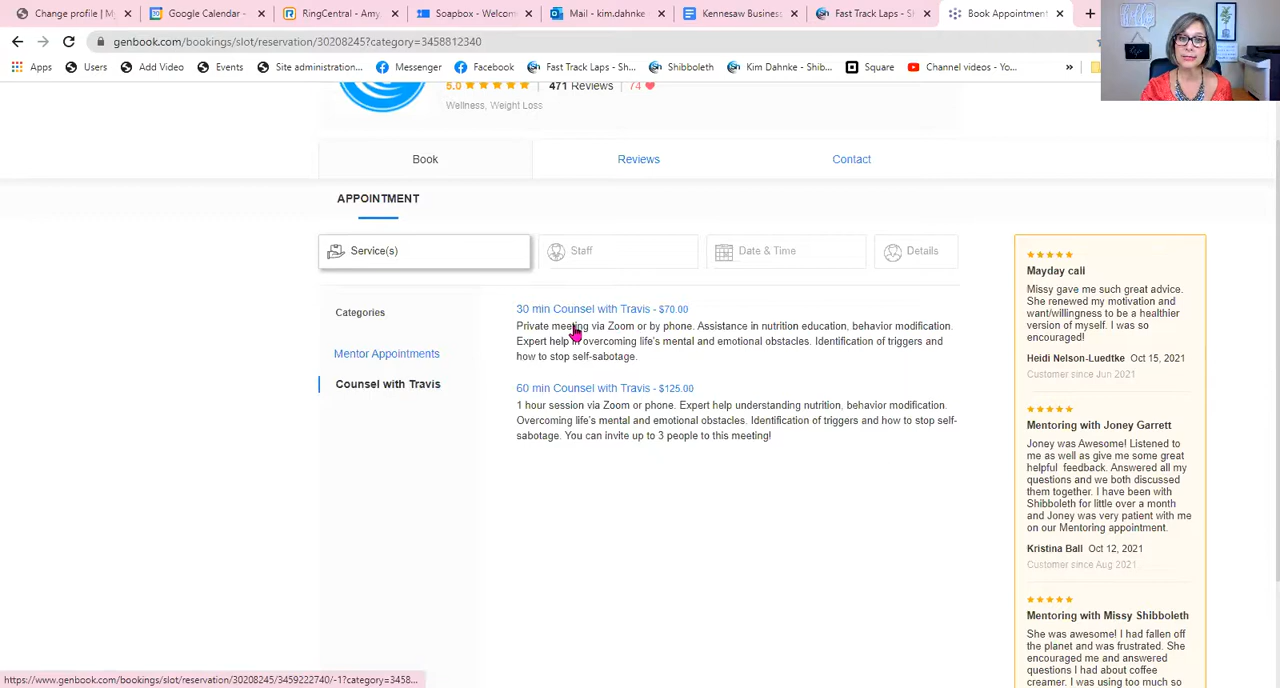 Change profile | My
Google Calendar -
RingCentral - Amy
Soapbox - Welcom
Mail - kim.dahnke
Kennesaw Busines
Fast Track Laps - S
Book Appointment
genbook.com/bookings/slot/reservation/30208245?category=3458812340
Apps
Users
Add Video
Events
Site administration...
Messenger
Facebook
Fast Track Laps - Sh...
Shibboleth
Kim Dahnke - Shib...
Square
Channel videos - Yo...
»
hello
5.0
471 Reviews
74
Wellness, Weight Loss
Book
Reviews
Contact
APPOINTMENT
Service(s)
Staff
Date & Time
Details
Categories
Mentor Appointments
Counsel with Travis
30 min Counsel with Travis - $70.00
Private meeting via Zoom or by phone. Assistance in nutrition education, behavior modification.
Expert help in overcoming life's mental and emotional obstacles. Identification of triggers and
how to stop self-sabotage.
60 min Counsel with Travis - $125.00
1 hour session via Zoom or phone. Expert help understanding nutrition, behavior modification.
Overcoming life's mental and emotional obstacles. Identification of triggers and how to stop self-
sabotage. You can invite up to 3 people to this meeting!
Mayday call
Missy gave me such great advice.
She renewed my motivation and
want/willingness to be a healthier
version of myself. I was so
encouraged!
Heidi Nelson-Luedtke Oct 15, 2021
Customer since Jun 2021
Mentoring with Joney Garrett
Joney was Awesome! Listened to
me as well as give me some great
helpful feedback. Answered all my
questions and we both discussed
them together. I have been with
Shibboleth for little over a month
and Joney was very patient with me
on our Mentoring appointment.
Kristina Ball Oct 12, 2021
Customer since Aug 2021
Mentoring with Missy Shibboleth
She was awesome! I had fallen off
the planet and was frustrated. She
encouraged me and answered
questions I had about coffee
creamer. I was using too much so
https://www.genbook.com/bookings/slot/reservation/30208245/3459222740/-1?category=3458...